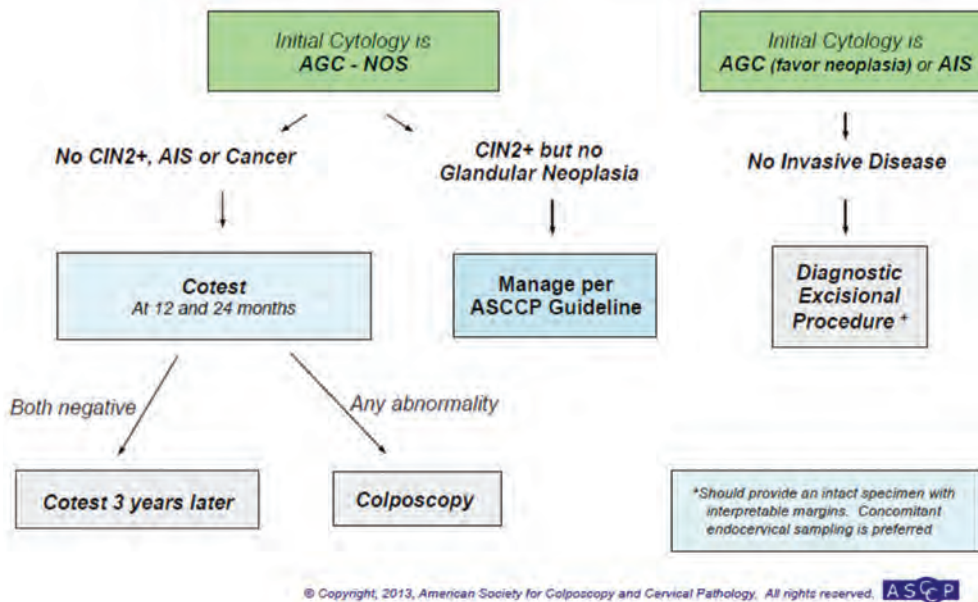 Initial Cytology is
AGC - NOS
Initial Cytology is
AGC (favor neoplasia) or AIS
No CIN2+, AIS or Cancer
CIN2+ but no
Glandular Neoplasia
No Invasive Disease
Cotest
At 12 and 24 months
Manage per
ASCCP Guideline
Diagnostic
Excisional
Procedure +
Both negative
Any abnormality
Cotest 3 years later
Colposcopy
+Should provide an intact specimen with
interpretable margins. Concomitant
endocervical sampling is preferred
© Copyright, 2013, American Society for Colposcopy and Cervical Pathology. All rights reserved.
ASCCP